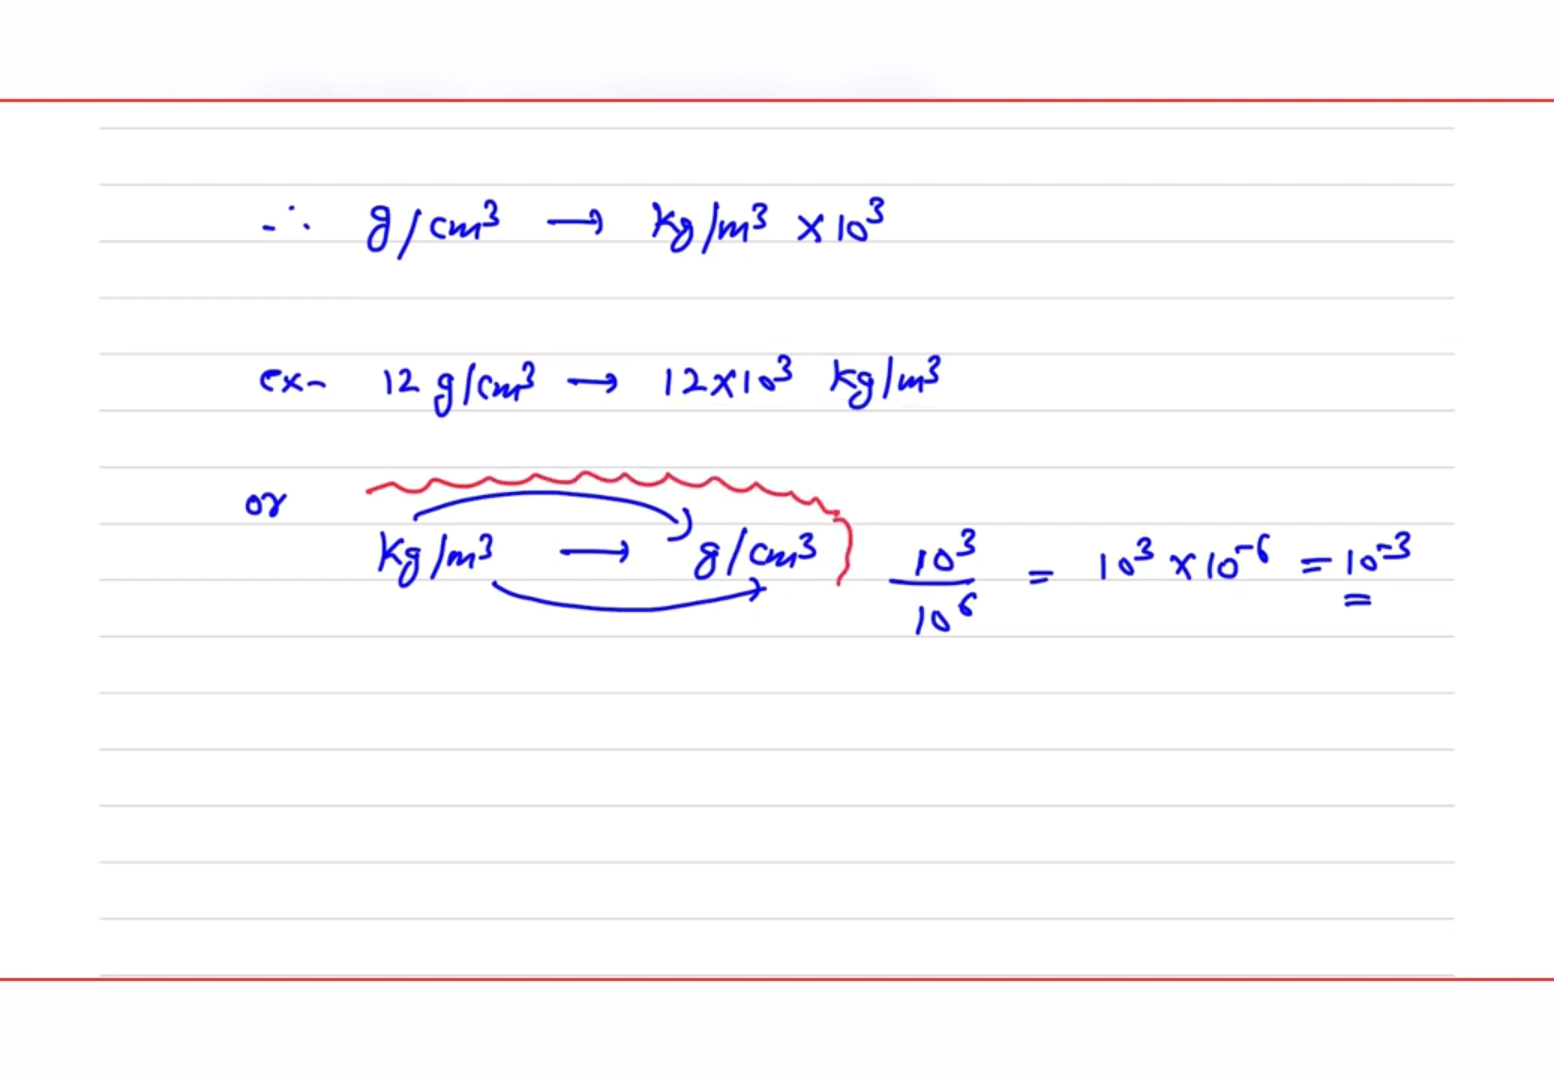 ∴ g/cm³ → kg/m³ ×10³
ex- 12 g/cm³ → 12×10³ kg/m³
or
Kg/m³ → g/cm³ 10³/10⁶ = 10³ × 10⁻⁶ = 10⁻³